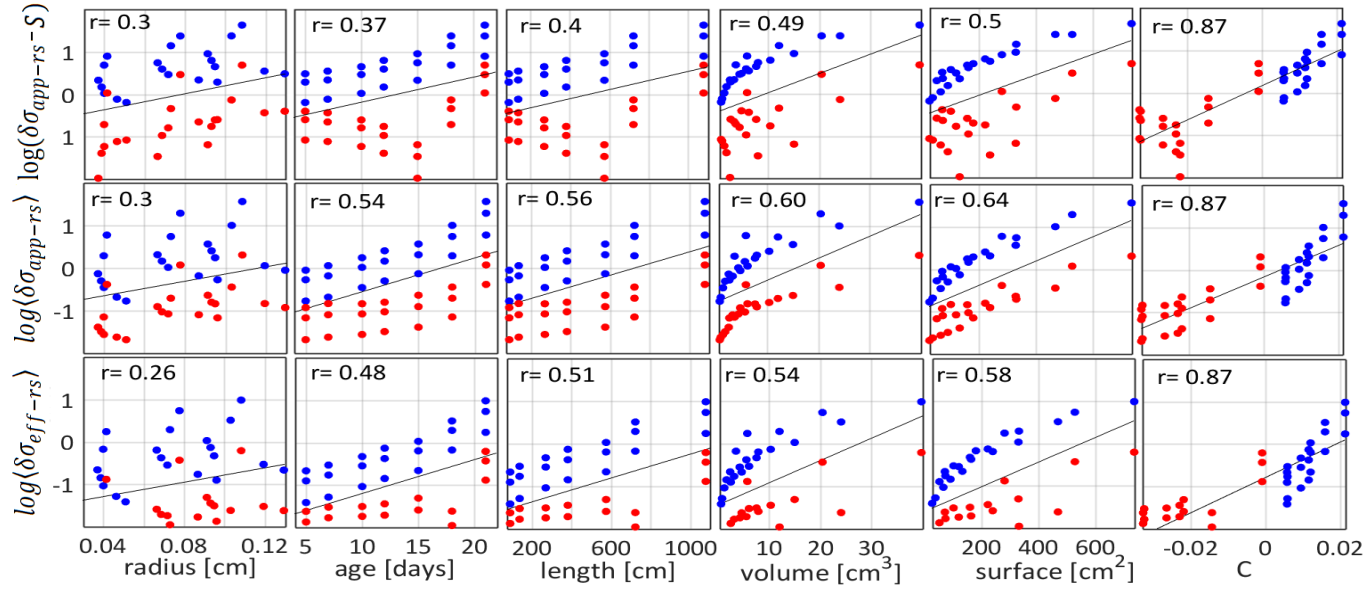 log(δσapp−rs-S)
r= 0.3
r= 0.37
r= 0.4
r= 0.49
r= 0.5
r= 0.87
1
0
1
log⟨δσapp−rs⟩
r= 0.3
r= 0.54
r= 0.56
r= 0.60
r= 0.64
r= 0.87
1
0
-1
log⟨δσeff−rs⟩
r= 0.26
r= 0.48
r= 0.51
r= 0.54
r= 0.58
r= 0.87
1
0
-1
0.04 0.08 0.12
5 10 15 20
200 600 1000
10 30
200 400 600
-0.02 0 0.02
radius [cm]
age [days]
length [cm]
volume [cm³]
surface [cm²]
C